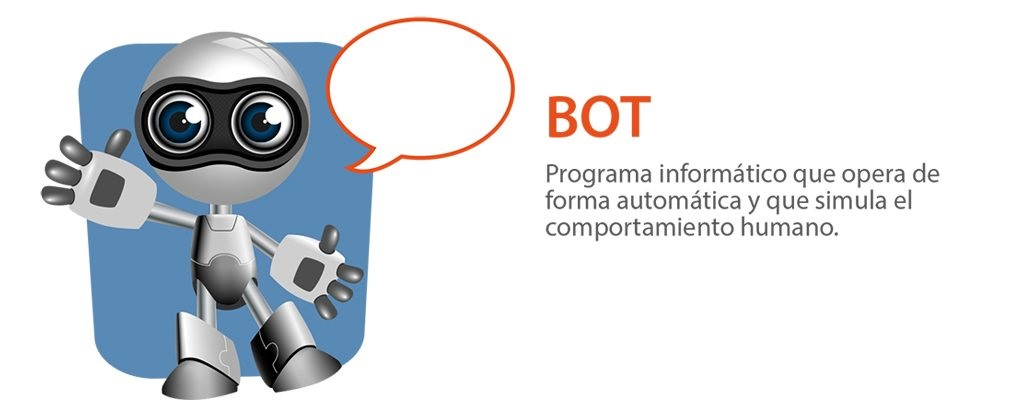 BOT
Programa informático que opera de
forma automática y que simula el
comportamiento humano.